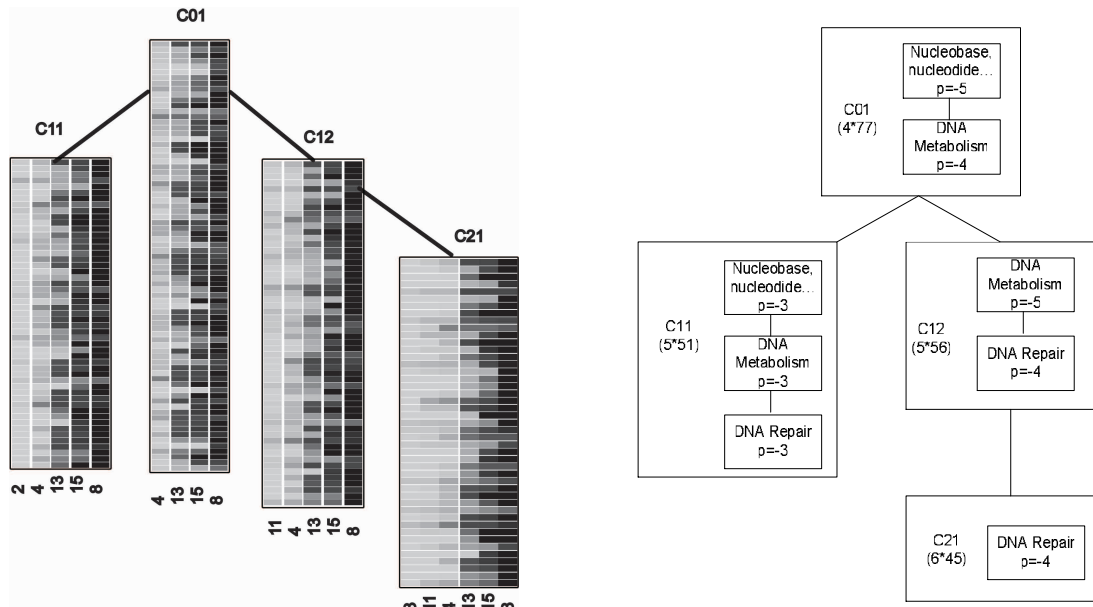 C01
C11
C12
C21
2 4 13 15 8
4 13 15 8
11 4 13 15 8
11 4 13 15
C01
(4*77)
Nucleobase,
nucleodide...
p=-5
DNA
Metabolism
p=-4
C11
(5*51)
Nucleobase,
nucleodide...
p=-3
DNA
Metabolism
p=-3
DNA Repair
p=-3
C12
(5*56)
DNA
Metabolism
p=-5
DNA Repair
p=-4
C21
(6*45)
DNA Repair
p=-4